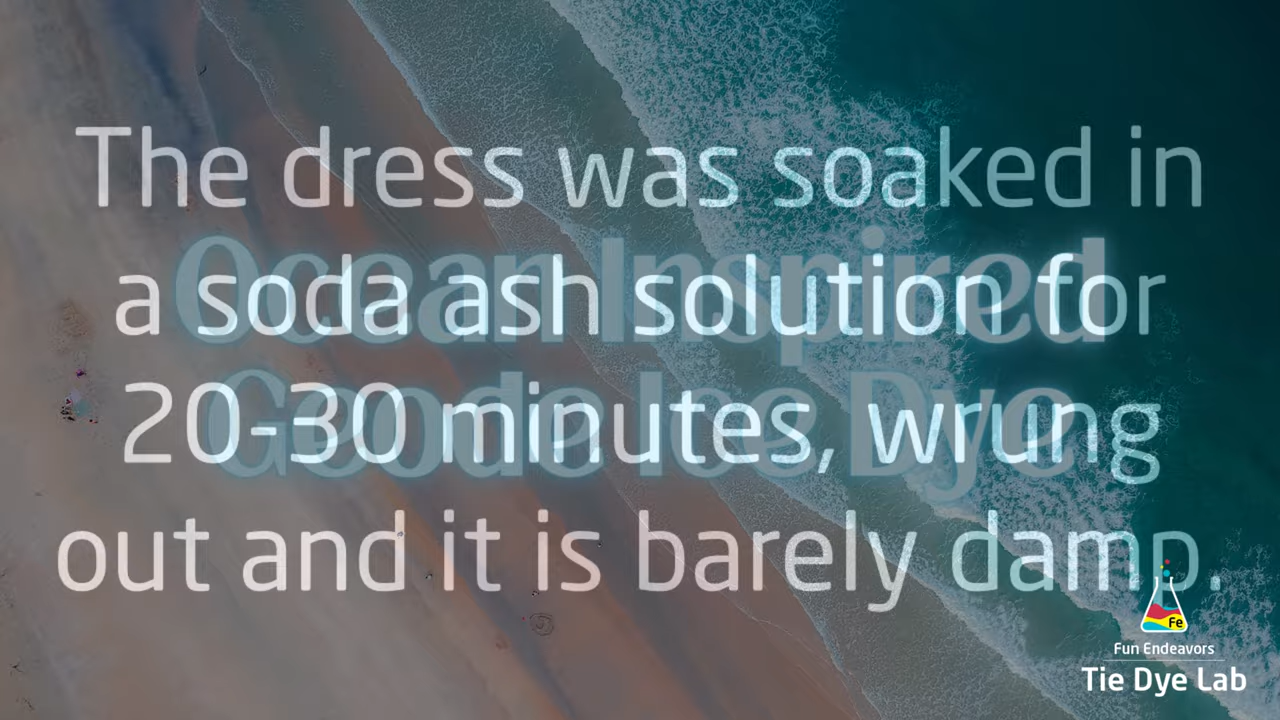 The dress was soaked in
Ocean Inspired
a soda ash solution for
Geode Ice Dye
20-30 minutes, wrung
out and it is barely damp.
Fe
Fun Endeavors
Tie Dye Lab